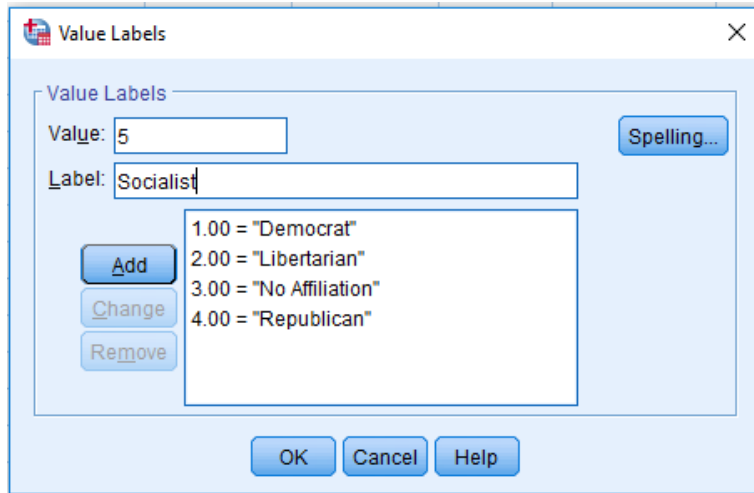 Value Labels
Value Labels
Value: 5
Spelling...
Label: Socialist
1.00 = "Democrat"
2.00 = "Libertarian"
3.00 = "No Affiliation"
4.00 = "Republican"
Add
Change
Remove
OK Cancel Help